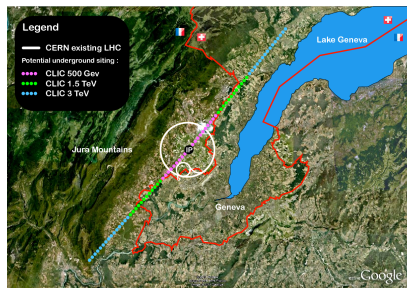 Legend
CERN existing LHC
Potential underground siting :
CLIC 500 Gev
CLIC 1.5 TeV
CLIC 3 TeV
Lake Geneva
IP
Jura Mountains
Geneva
Google